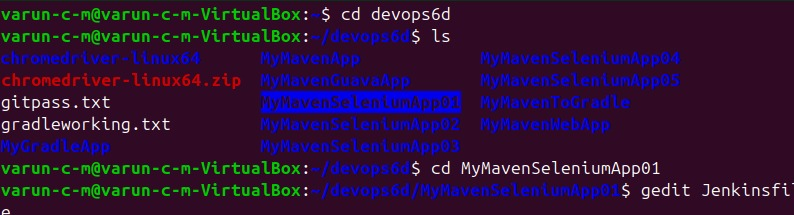 varun-c-m@varun-c-m-VirtualBox:~$ cd devops6d
varun-c-m@varun-c-m-VirtualBox:~/devops6d$ ls
chromedriver-linux64 MyMavenApp MyMavenSeleniumApp04
chromedriver-linux64.zip MyMavenGuavaApp MyMavenSeleniumApp05
gitpass.txt MyMavenSeleniumApp01 MyMavenToGradle
gradleworking.txt MyMavenSeleniumApp02 MyMavenWebApp
MyGradleApp MyMavenSeleniumApp03
varun-c-m@varun-c-m-VirtualBox:~/devops6d$ cd MyMavenSeleniumApp01
varun-c-m@varun-c-m-VirtualBox:~/devops6d/MyMavenSeleniumApp01$ gedit Jenkinsfil
e